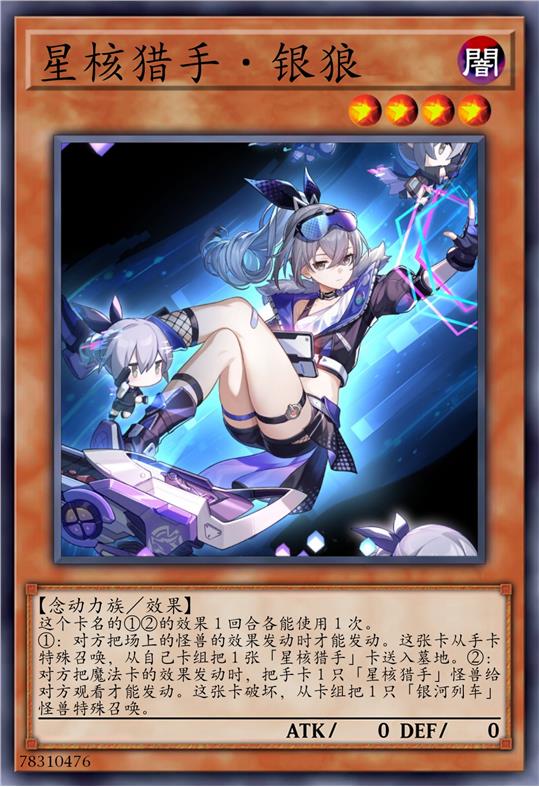 星核猎手·银狼
闇
【念动力族／效果】
这个卡名的①②的效果１回合各能使用１次。
①：对方把场上的怪兽的效果发动时才能发动。这张卡从手卡
特殊召唤，从自己卡组把１张「星核猎手」卡送入墓地。②：
对方把魔法卡的效果发动时，把手卡１只「星核猎手」怪兽给
对方观看才能发动。这张卡破坏，从卡组把１只「银河列车」
怪兽特殊召唤。
ATK/ 0 DEF/ 0
78310476